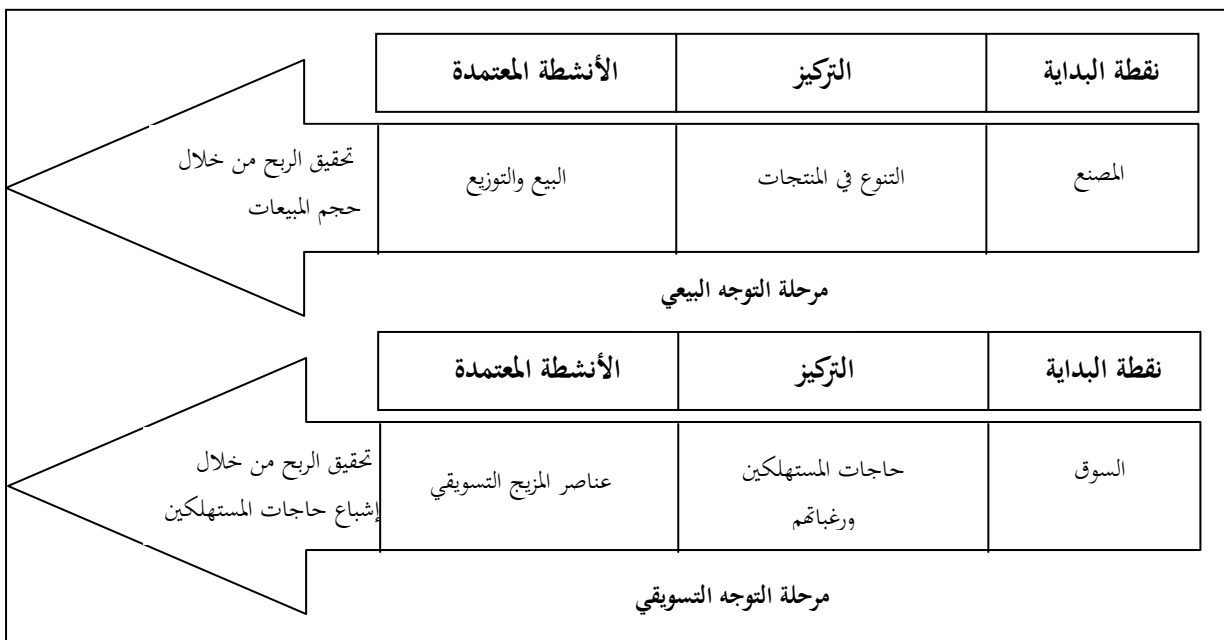 نقطة البداية
التركيز
الأنشطة المعتمدة
المصنع
التنوع في المنتجات
البيع والتوزيع
تحقيق الربح من خلال
حجم المبيعات
مرحلة التوجه البيعي
نقطة البداية
التركيز
الأنشطة المعتمدة
السوق
حاجات المستهلكين
ورغباتهم
عناصر المزيج التسويقي
تحقيق الربح من خلال
إشباع حاجات المستهلكين
مرحلة التوجه التسويقي